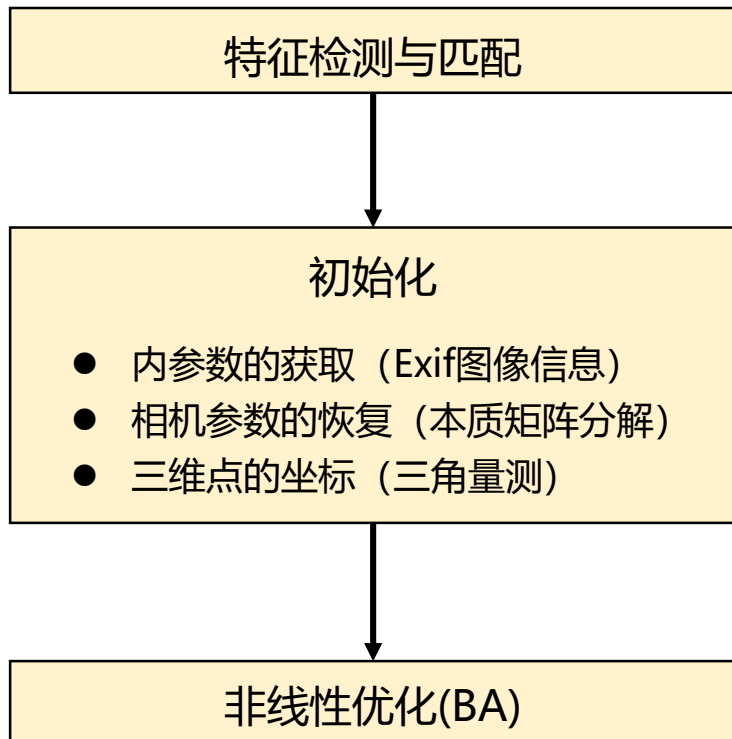 特征检测与匹配
初始化
● 内参数的获取（Exif图像信息）
● 相机参数的恢复（本质矩阵分解）
● 三维点的坐标（三角量测）
非线性优化(BA)